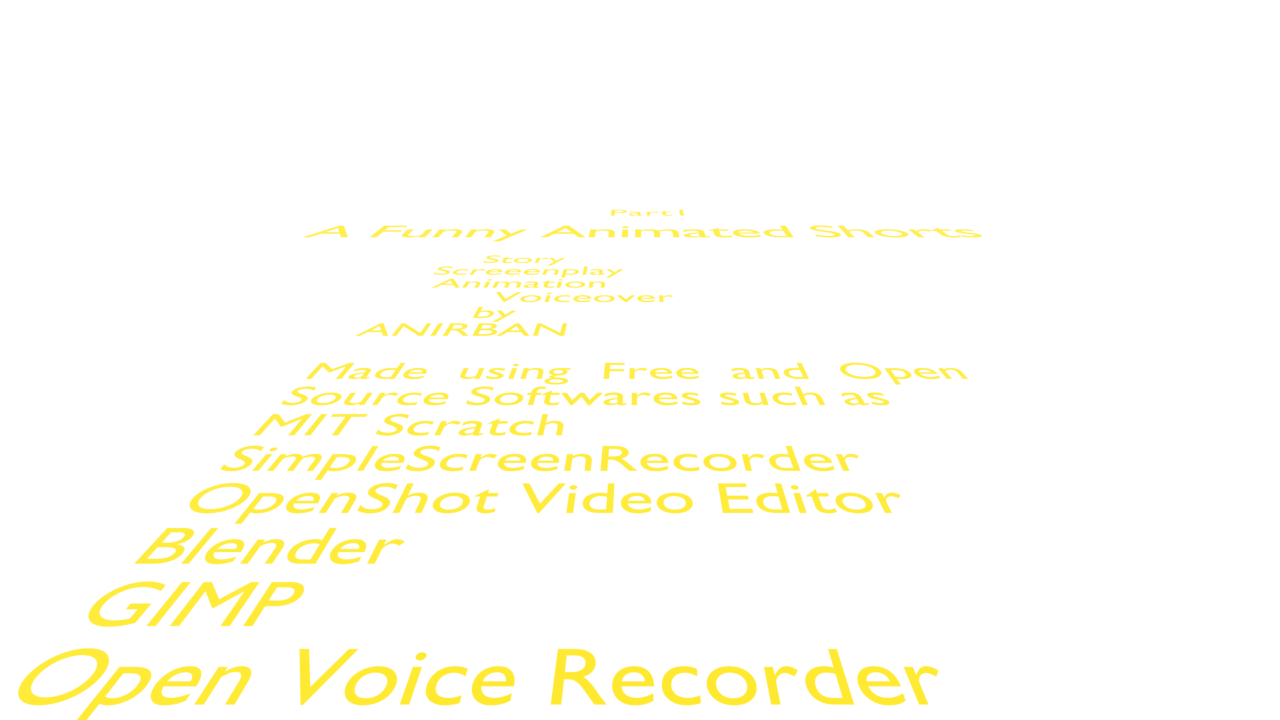 Part I
A Funny Animated Shorts
Story
Screeenplay
Animation
Voiceover
by
ANIRBAN
Made using Free and Open
Source Softwares such as
MIT Scratch
SimpleScreenRecorder
OpenShot Video Editor
Blender
GIMP
Open Voice Recorder